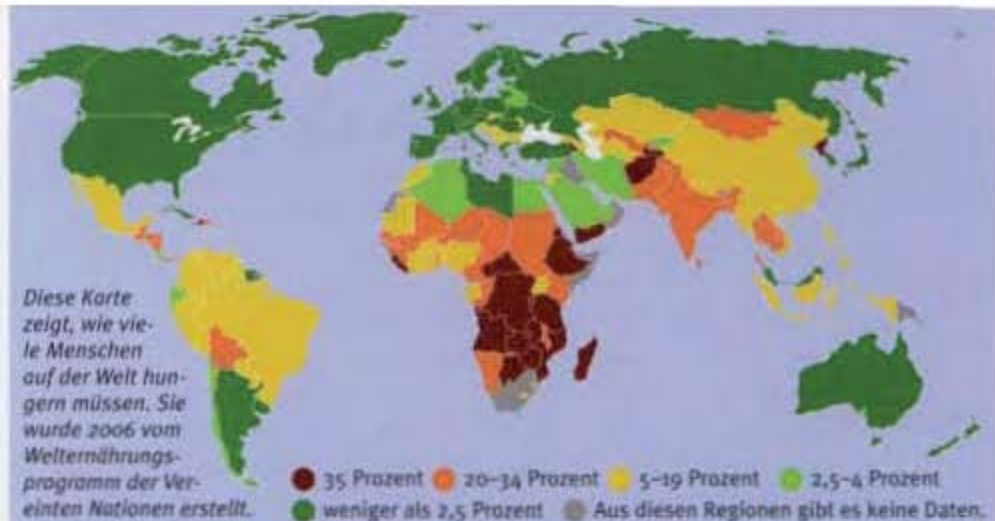 Diese Karte
zeigt, wie vie-
le Menschen
auf der Welt hun-
gern müssen. Sie
wurde 2006 vom
Welternährungs-
programm der Ver-
einten Nationen erstellt.
35 Prozent 20–34 Prozent 5–19 Prozent 2,5–4 Prozent
weniger als 2,5 Prozent Aus diesen Regionen gibt es keine Daten.